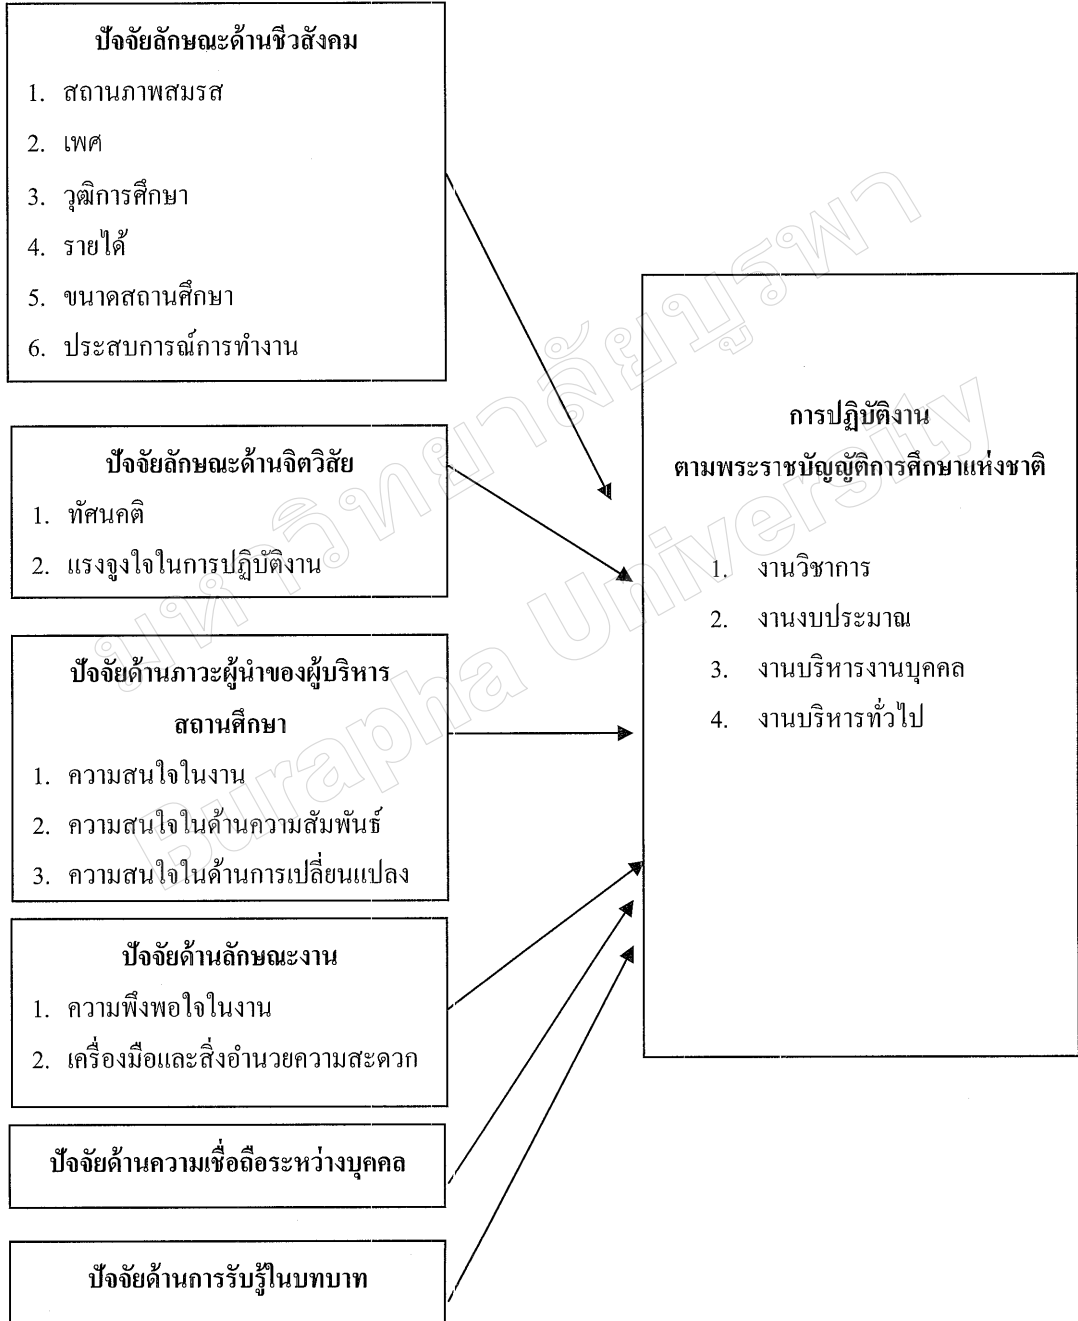 ปัจจัยลักษณะด้านชีวสังคม
1. สถานภาพสมรส
2. เพศ
3. วุฒิการศึกษา
4. รายได้
5. ขนาดสถานศึกษา
6. ประสบการณ์การทำงาน
ปัจจัยลักษณะด้านจิตวิสัย
1. ทัศนคติ
2. แรงจูงใจในการปฏิบัติงาน
ปัจจัยด้านภาวะผู้นำของผู้บริหาร
สถานศึกษา
1. ความสนใจในงาน
2. ความสนใจในด้านความสัมพันธ์
3. ความสนใจในด้านการเปลี่ยนแปลง
ปัจจัยด้านลักษณะงาน
1. ความพึงพอใจในงาน
2. เครื่องมือและสิ่งอำนวยความสะดวก
ปัจจัยด้านความเชื่อถือระหว่างบุคคล
ปัจจัยด้านการรับรู้ในบทบาท
การปฏิบัติงาน
ตามพระราชบัญญัติการศึกษาแห่งชาติ
1. งานวิชาการ
2. งานงบประมาณ
3. งานบริหารงานบุคคล
4. งานบริหารทั่วไป
มหาวิทยาลัยบูรพา
Burapha University